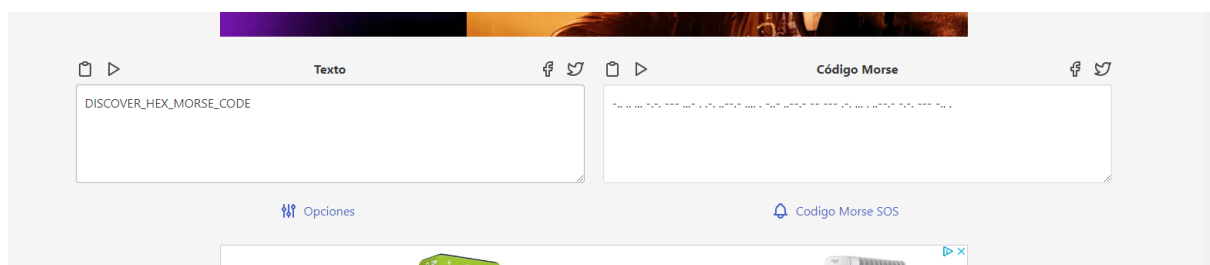 Texto
Código Morse
DISCOVER_HEX_MORSE_CODE
-.. .. ... -.-. --- ...- . .-. ..--.- .... . -..- ..--.- -- --- .-. ... . ..--.- -.-. --- -.. .
Opciones
Codigo Morse SOS